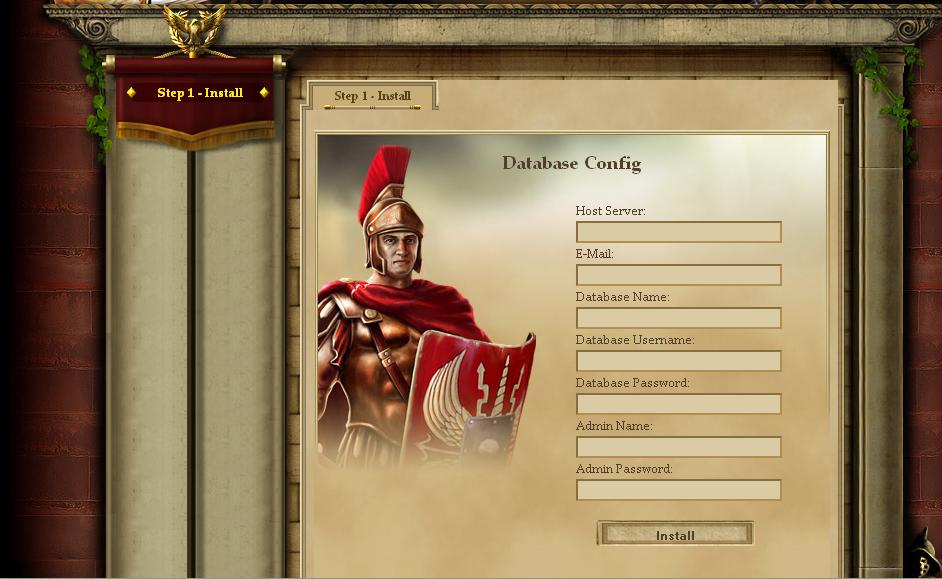 Step 1 - Install
Step 1 - Install
Database Config
Host Server:
E-Mail:
Database Name:
Database Username:
Database Password:
Admin Name:
Admin Password:
Install